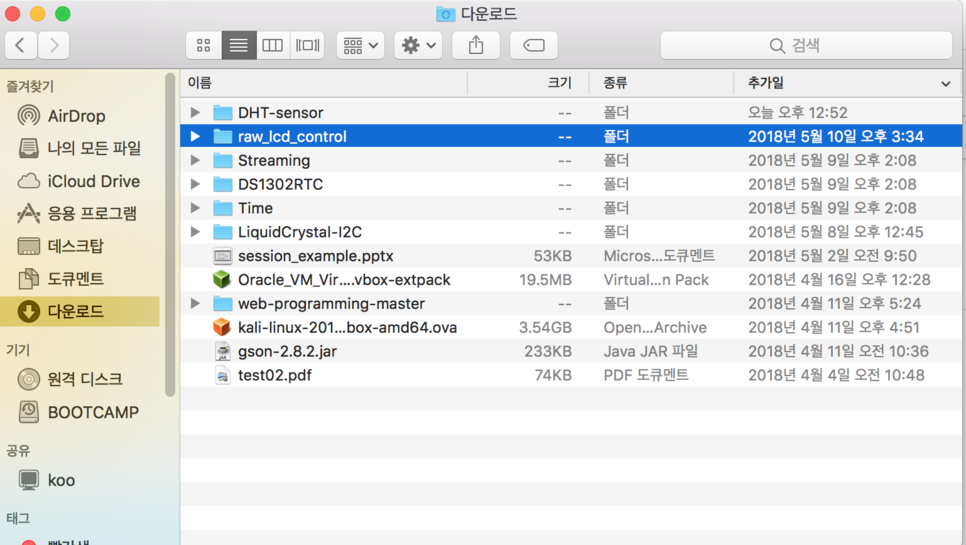 다운로드
검색
즐겨찾기
AirDrop
나의 모든 파일
iCloud Drive
응용 프로그램
데스크탑
도큐멘트
다운로드
기기
원격 디스크
BOOTCAMP
공유
koo
태그
이름 크기 종류 추가일
DHT-sensor -- 폴더 오늘 오후 12:52
raw_lcd_control -- 폴더 2018년 5월 10일 오후 3:34
Streaming -- 폴더 2018년 5월 9일 오후 2:08
DS1302RTC -- 폴더 2018년 5월 9일 오후 2:08
Time -- 폴더 2018년 5월 9일 오후 2:08
LiquidCrystal-I2C -- 폴더 2018년 5월 8일 오후 12:45
session_example.pptx 53KB Micros...도큐멘트 2018년 5월 2일 오전 9:50
Oracle_VM_Vir....vbox-extpack 19.5MB Virtual...n Pack 2018년 4월 16일 오후 12:28
web-programming-master -- 폴더 2018년 4월 11일 오후 5:24
kali-linux-201...box-amd64.ova 3.54GB Open...Archive 2018년 4월 11일 오후 4:51
gson-2.8.2.jar 233KB Java JAR 파일 2018년 4월 11일 오전 10:36
test02.pdf 74KB PDF 도큐멘트 2018년 4월 4일 오전 10:48